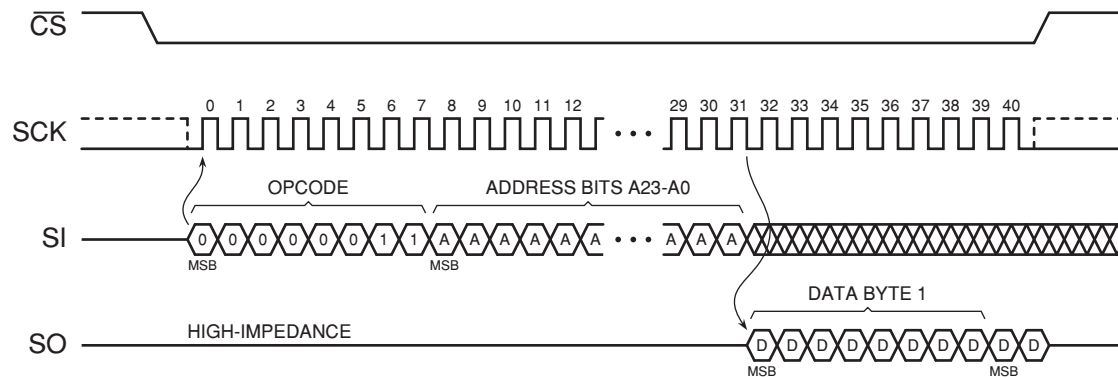 CS
0 1 2 3 4 5 6 7 8 9 10 11 12 29 30 31 32 33 34 35 36 37 38 39 40
SCK
OPCODE ADDRESS BITS A23-A0
SI 0 0 0 0 0 0 1 1 A A A A A A A A A
MSB MSB
DATA BYTE 1
HIGH-IMPEDANCE
SO D D D D D D D D D D
MSB MSB